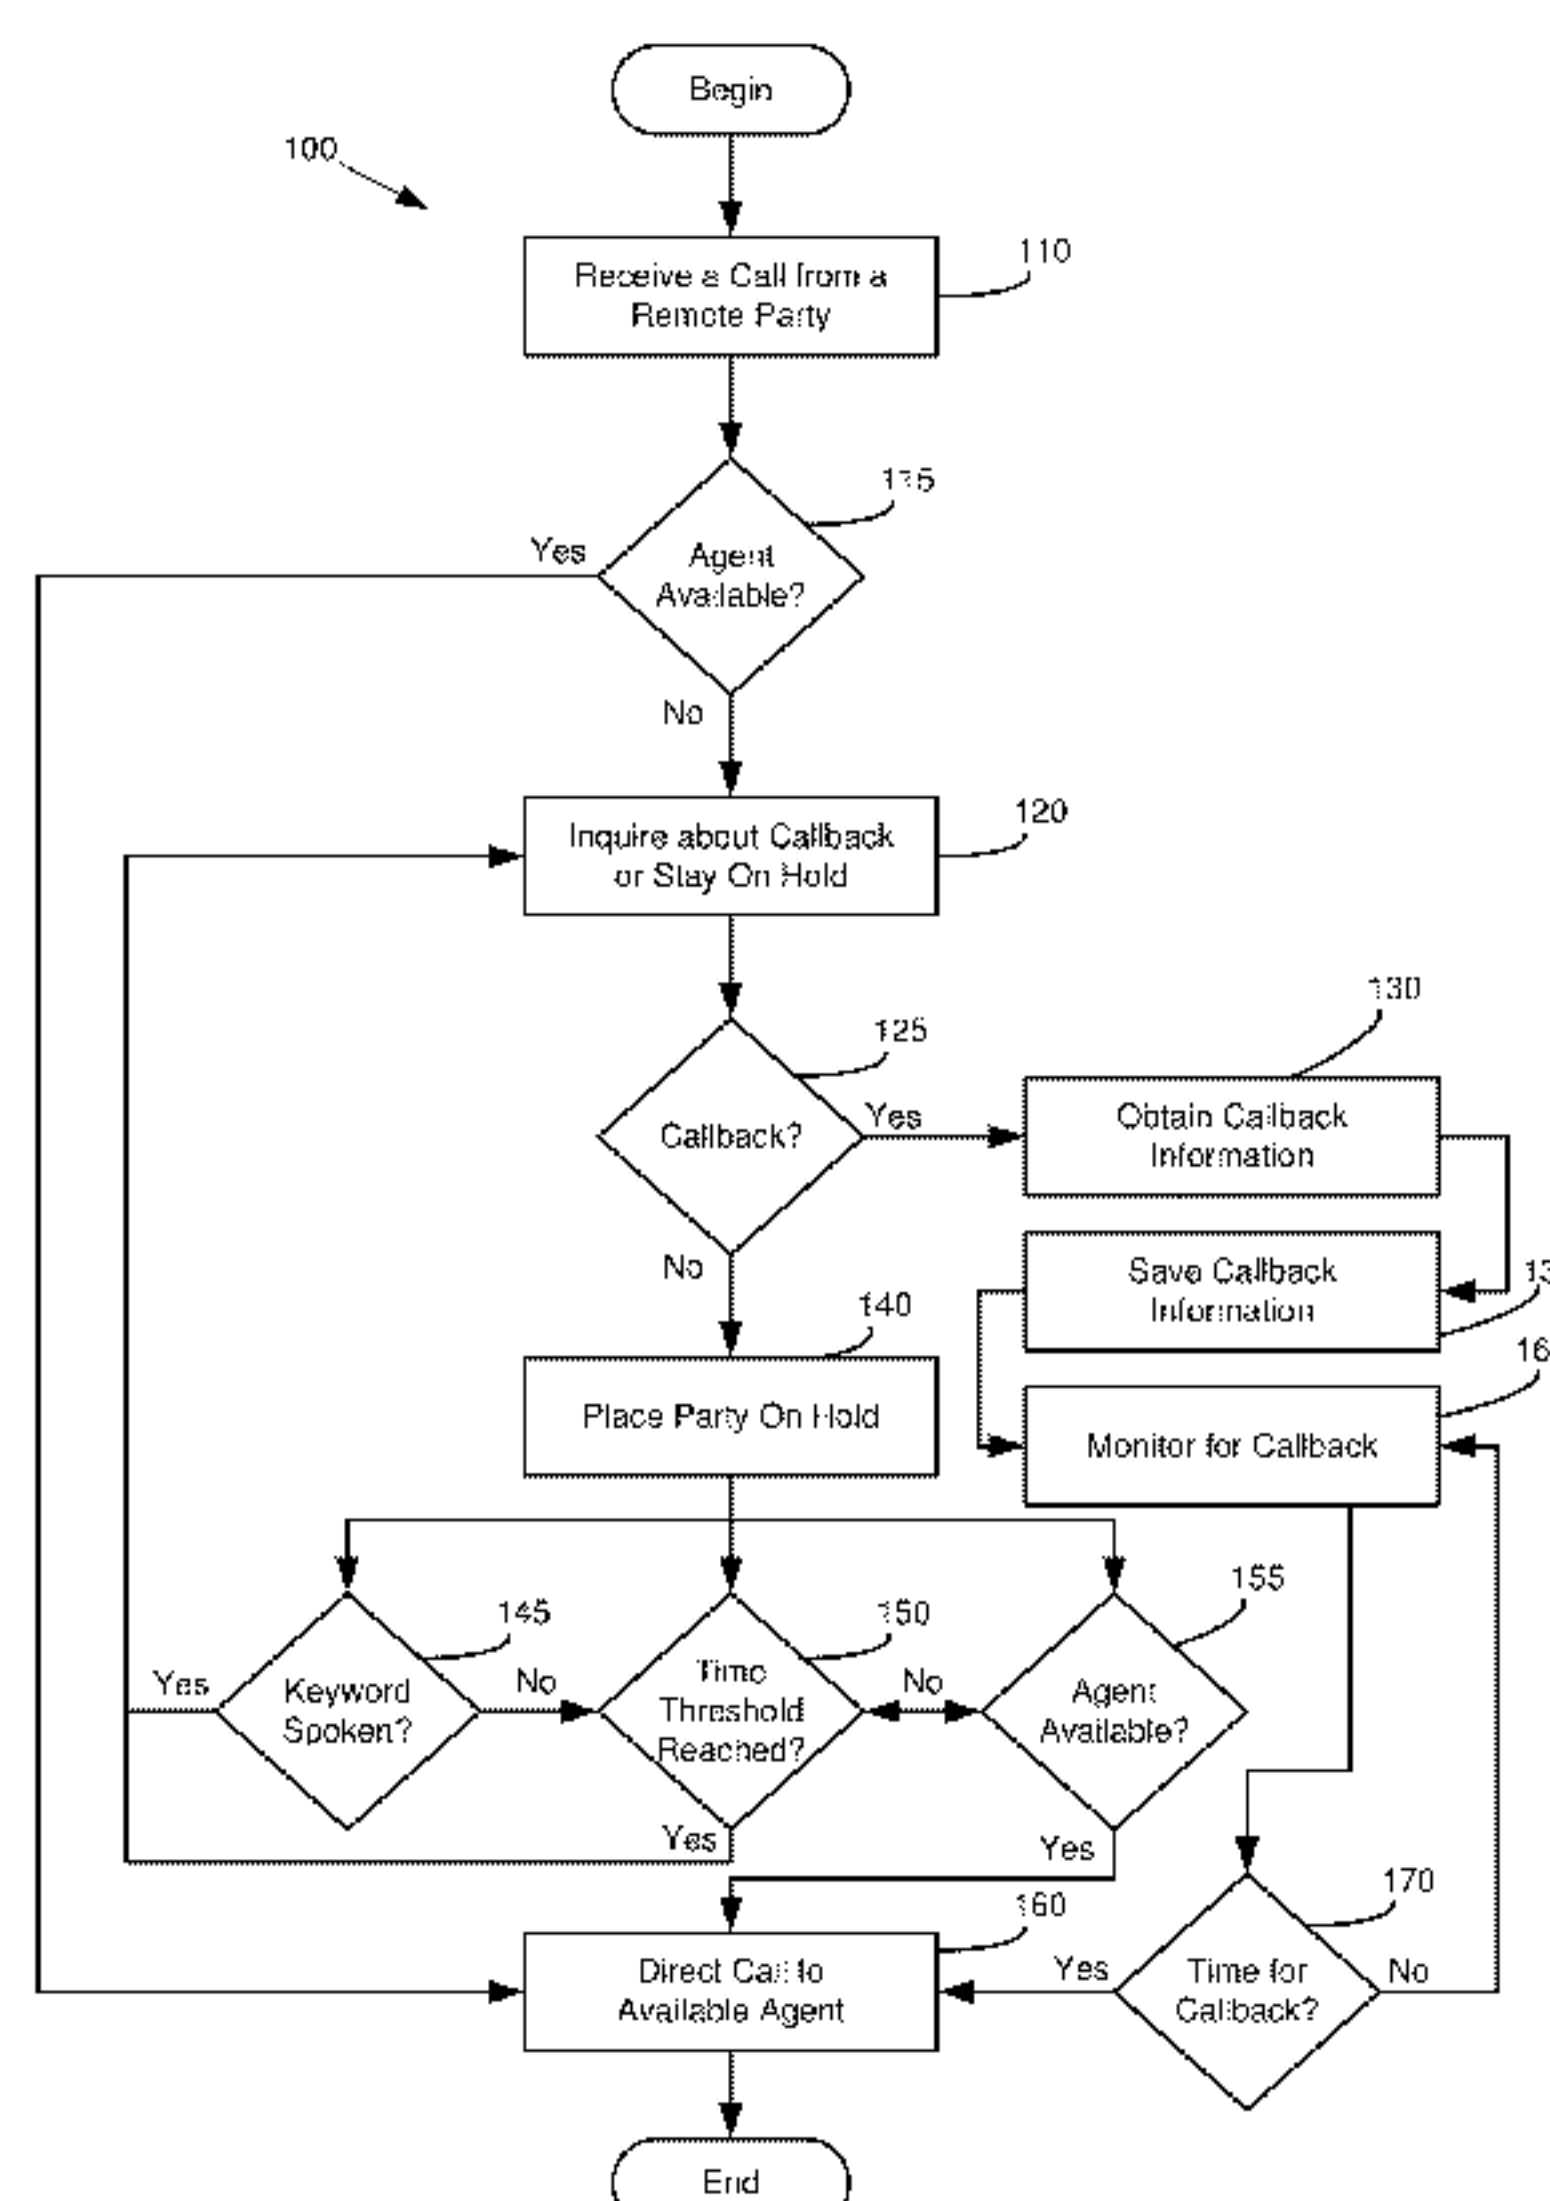 Begin
100
Receive a Call from a
Remote Party
110
115
Agent
Available?
Yes
No
Inquire about Callback
or Stay On Hold
120
125
Callback?
Yes
No
130
Obtain Callback
Information
Save Callback
Information
13
140
Place Party On Hold
16
Monitor for Callback
145
Keyword
Spoken?
Yes
No
150
Time
Threshold
Reached?
Yes
No
155
Agent
Available?
Yes
160
Direct Call to
Available Agent
170
Time for
Callback?
Yes
No
End